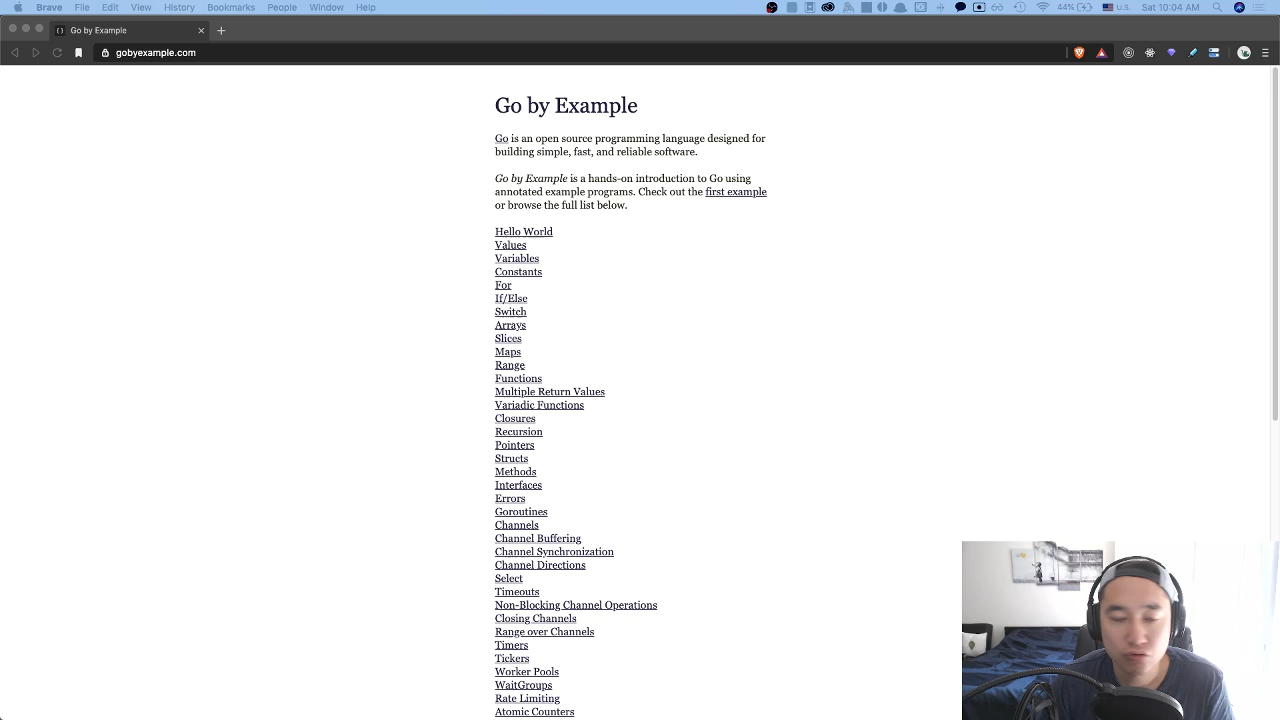 Brave File Edit View History Bookmarks People Window Help 44% U.S. Sat 10:04 AM
Go by Example
gobyexample.com
Go by Example
Go is an open source programming language designed for
building simple, fast, and reliable software.
Go by Example is a hands-on introduction to Go using
annotated example programs. Check out the first example
or browse the full list below.
Hello World
Values
Variables
Constants
For
If/Else
Switch
Arrays
Slices
Maps
Range
Functions
Multiple Return Values
Variadic Functions
Closures
Recursion
Pointers
Structs
Methods
Interfaces
Errors
Goroutines
Channels
Channel Buffering
Channel Synchronization
Channel Directions
Select
Timeouts
Non-Blocking Channel Operations
Closing Channels
Range over Channels
Timers
Tickers
Worker Pools
WaitGroups
Rate Limiting
Atomic Counters